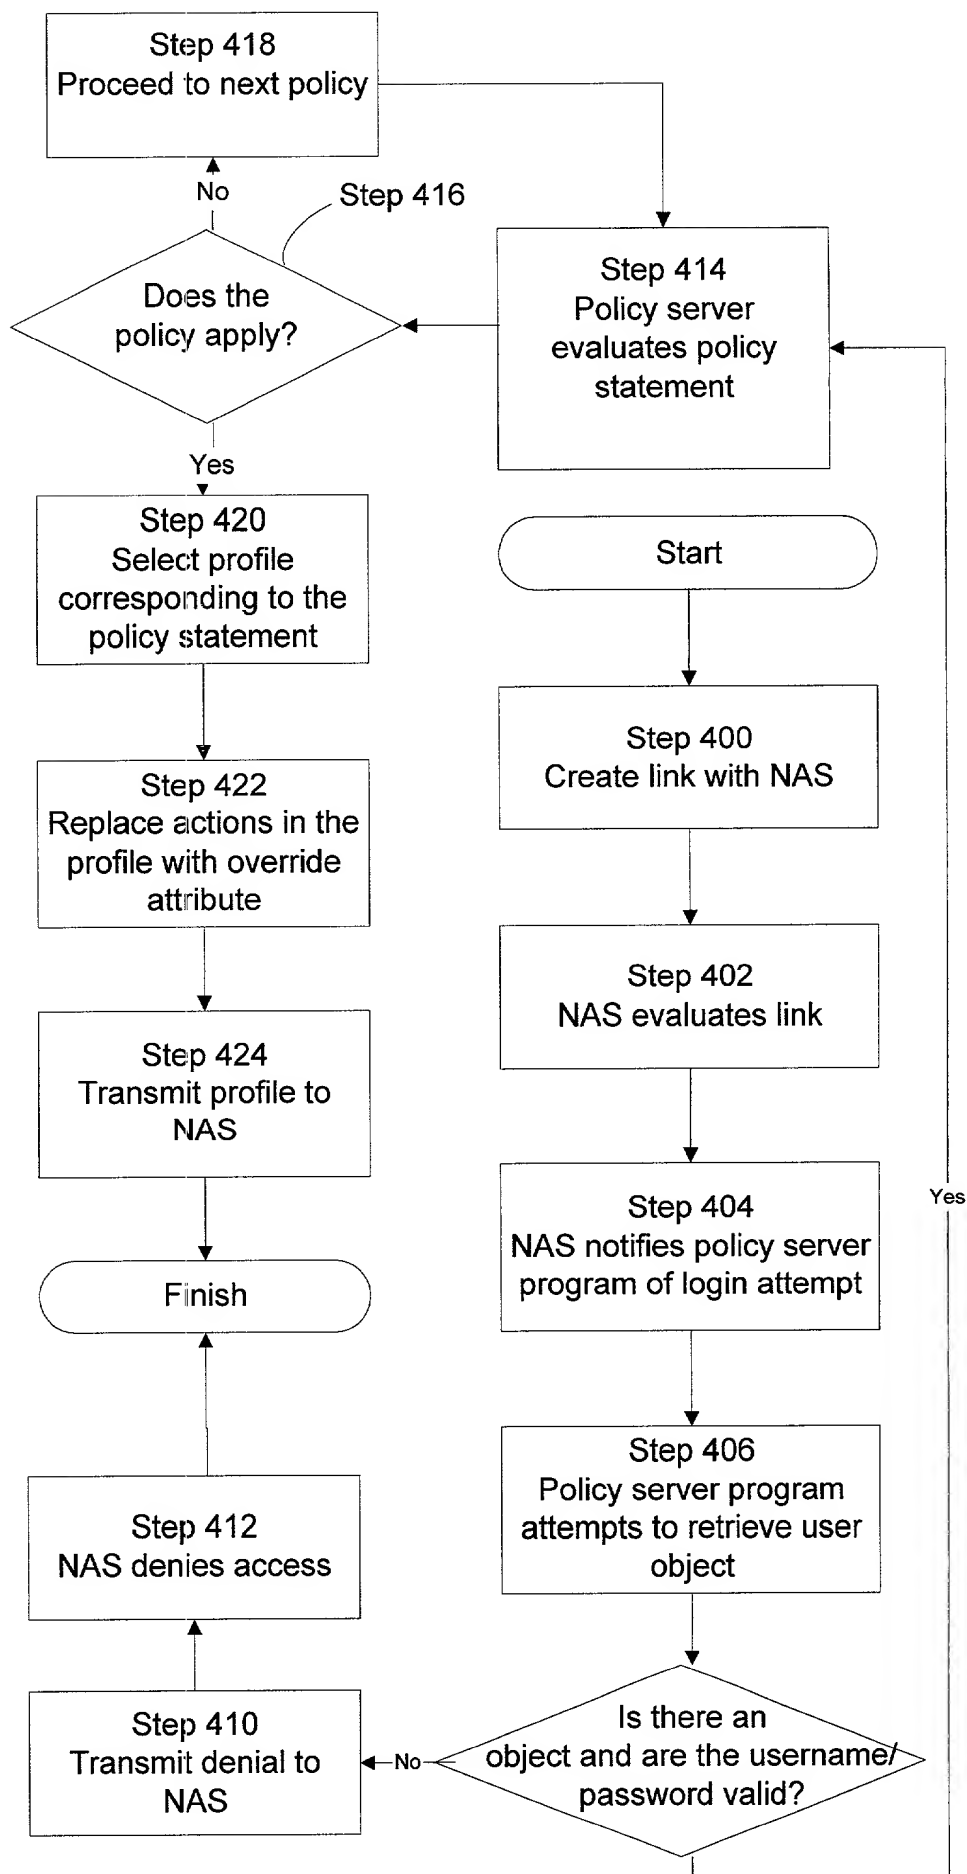 Step 418
Proceed to next policy
No
Step 416
Does the
policy apply?
Step 414
Policy server
evaluates policy
statement
Yes
Step 420
Select profile
corresponding to the
policy statement
Start
Step 400
Create link with NAS
Step 422
Replace actions in the
profile with override
attribute
Step 402
NAS evaluates link
Step 424
Transmit profile to
NAS
Step 404
NAS notifies policy server
program of login attempt
Yes
Finish
Step 406
Policy server program
attempts to retrieve user
object
Step 412
NAS denies access
Step 410
Transmit denial to
NAS
No
Is there an
object and are the username/
password valid?